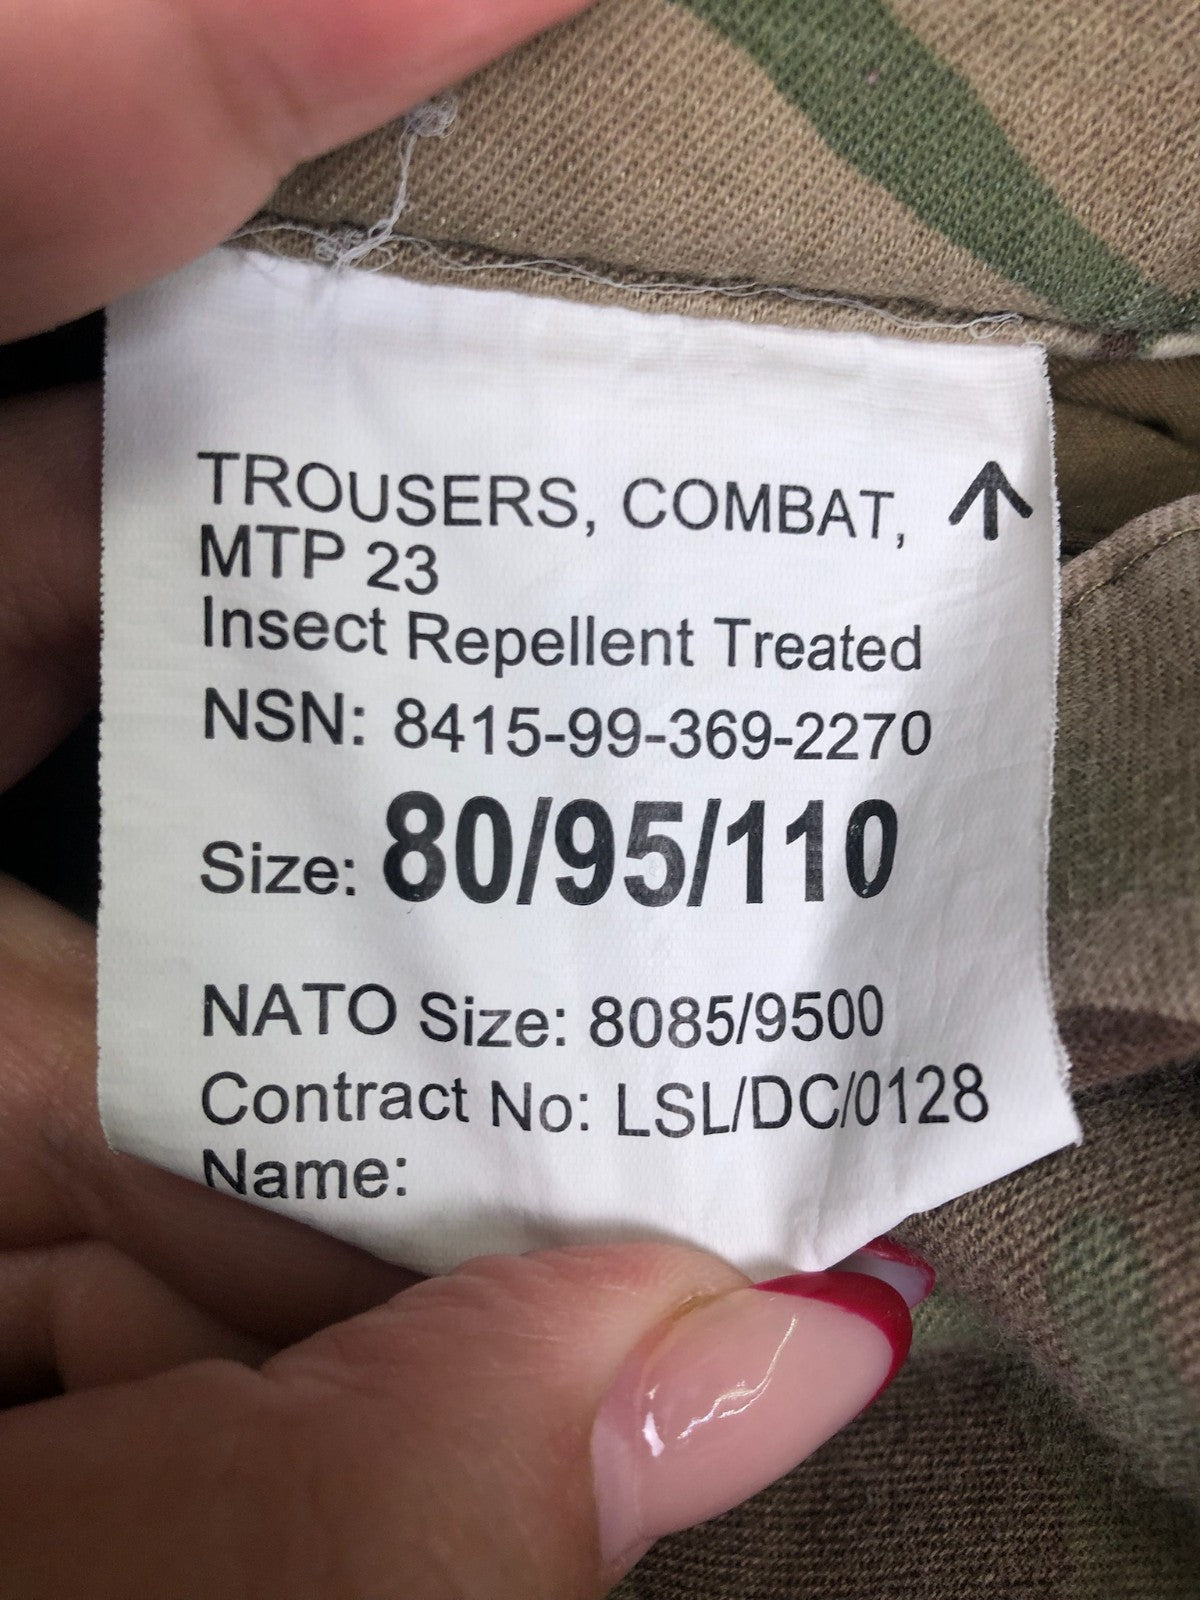 TROUSERS, COMBAT,
MTP 23
Insect Repellent Treated
NSN: 8415-99-369-2270
Size: 80/95/110
NATO Size: 8085/9500
Contract No: LSL/DC/0128
Name: